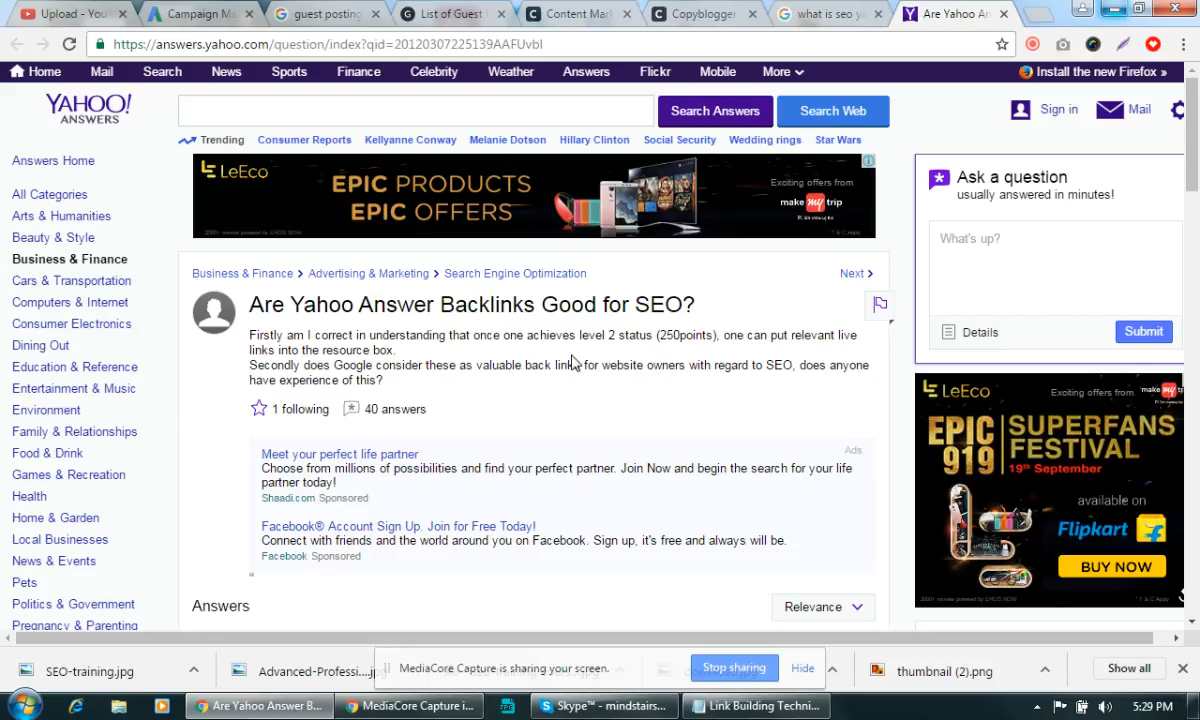 Upload - YouT
Campaign Ma
guest posting
List of Guest
Content Mar
Copyblogger
what is seo y
Are Yahoo An
https://answers.yahoo.com/question/index?qid=20120307225139AAFUvbI
Home Mail Search News Sports Finance Celebrity Weather Answers Flickr Mobile More
Install the new Firefox »
YAHOO!
ANSWERS
Search Answers
Search Web
Sign in
Mail
Trending Consumer Reports Kellyanne Conway Melanie Dotson Hillary Clinton Social Security Wedding rings Star Wars
Answers Home
All Categories
Arts & Humanities
Beauty & Style
Business & Finance
Cars & Transportation
Computers & Internet
Consumer Electronics
Dining Out
Education & Reference
Entertainment & Music
Environment
Family & Relationships
Food & Drink
Games & Recreation
Health
Home & Garden
Local Businesses
News & Events
Pets
Politics & Government
Pregnancy & Parenting
LeEco
EPIC PRODUCTS
EPIC OFFERS
Exciting offers from
make my trip
Business & Finance > Advertising & Marketing > Search Engine Optimization
Next >
Are Yahoo Answer Backlinks Good for SEO?
Firstly am I correct in understanding that once one achieves level 2 status (250points), one can put relevant live
links into the resource box.
Secondly does Google consider these as valuable back link for website owners with regard to SEO, does anyone
have experience of this?
1 following
40 answers
Ads
Meet your perfect life partner
Choose from millions of possibilities and find your perfect partner. Join Now and begin the search for your life
partner today!
Shaadi.com Sponsored
Facebook® Account Sign Up. Join for Free Today!
Connect with friends and the world around you on Facebook. Sign up, it's free and always will be.
Facebook Sponsored
Answers
Relevance
Ask a question
usually answered in minutes!
What's up?
Details
Submit
LeEco
Exciting offers from
make my
EPIC
919
SUPERFANS
FESTIVAL
19th September
available on
Flipkart
BUY NOW
SEO-training.jpg
Advanced-Professi....jpg
MediaCore Capture is sharing your screen.
Stop sharing
Hide
thumbnail (2).png
Show all
Are Yahoo Answer B...
MediaCore Capture i...
Skype™ - mindstairs...
Link Building Techni...
5:29 PM